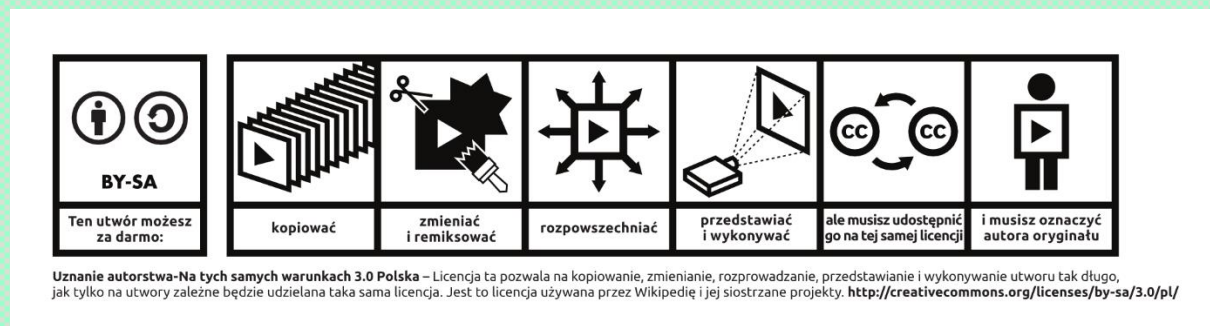 BY-SA
Ten utwór możesz
za darmo:
kopiować
zmieniać
i remiksować
rozpowszechniać
przedstawiać
i wykonywać
cc
cc
ale musisz udostępnić
go na tej samej licencji
i musisz oznaczyć
autora oryginału
Uznanie autorstwa-Na tych samych warunkach 3.0 Polska – Licencja ta pozwala na kopiowanie, zmienianie, rozprowadzanie, przedstawianie i wykonywanie utworu tak długo,
jak tylko na utwory zależne będzie udzielana taka sama licencja. Jest to licencja używana przez Wikipedię i jej siostrzane projekty. http://creativecommons.org/licenses/by-sa/3.0/pl/